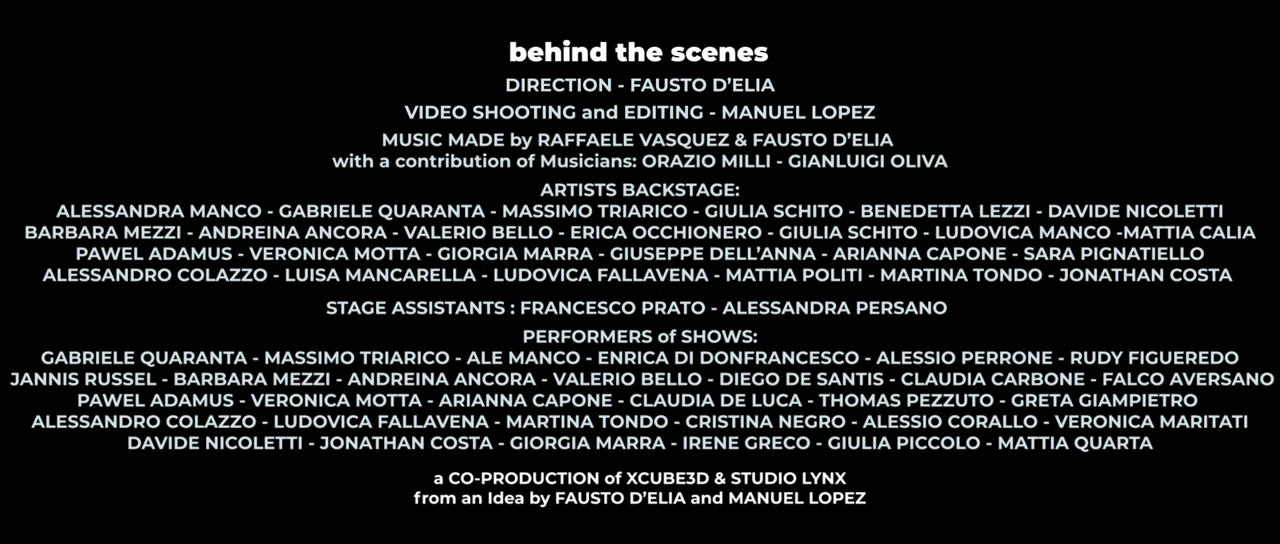 behind the scenes
DIRECTION - FAUSTO D’ELIA
VIDEO SHOOTING and EDITING - MANUEL LOPEZ
MUSIC MADE by RAFFAELE VASQUEZ & FAUSTO D’ELIA
with a contribution of Musicians: ORAZIO MILLI - GIANLUIGI OLIVA
ARTISTS BACKSTAGE:
ALESSANDRA MANCO - GABRIELE QUARANTA - MASSIMO TRIARICO - GIULIA SCHITO - BENEDETTA LEZZI - DAVIDE NICOLETTI
BARBARA MEZZI - ANDREINA ANCORA - VALERIO BELLO - ERICA OCCHIONERO - GIULIA SCHITO - LUDOVICA MANCO -MATTIA CALIA
PAWEL ADAMUS - VERONICA MOTTA - GIORGIA MARRA - GIUSEPPE DELL’ANNA - ARIANNA CAPONE - SARA PIGNATIELLO
ALESSANDRO COLAZZO - LUISA MANCARELLA - LUDOVICA FALLAVENA - MATTIA POLITI - MARTINA TONDO - JONATHAN COSTA
STAGE ASSISTANTS : FRANCESCO PRATO - ALESSANDRA PERSANO
PERFORMERS of SHOWS:
GABRIELE QUARANTA - MASSIMO TRIARICO - ALE MANCO - ENRICA DI DONFRANCESCO - ALESSIO PERRONE - RUDY FIGUEREDO
JANNIS RUSSEL - BARBARA MEZZI - ANDREINA ANCORA - VALERIO BELLO - DIEGO DE SANTIS - CLAUDIA CARBONE - FALCO AVERSANO
PAWEL ADAMUS - VERONICA MOTTA - ARIANNA CAPONE - CLAUDIA DE LUCA - THOMAS PEZZUTO - GRETA GIAMPIETRO
ALESSANDRO COLAZZO - LUDOVICA FALLAVENA - MARTINA TONDO - CRISTINA NEGRO - ALESSIO CORALLO - VERONICA MARITATI
DAVIDE NICOLETTI - JONATHAN COSTA - GIORGIA MARRA - IRENE GRECO - GIULIA PICCOLO - MATTIA QUARTA
a CO-PRODUCTION of XCUBE3D & STUDIO LYNX
from an Idea by FAUSTO D’ELIA and MANUEL LOPEZ